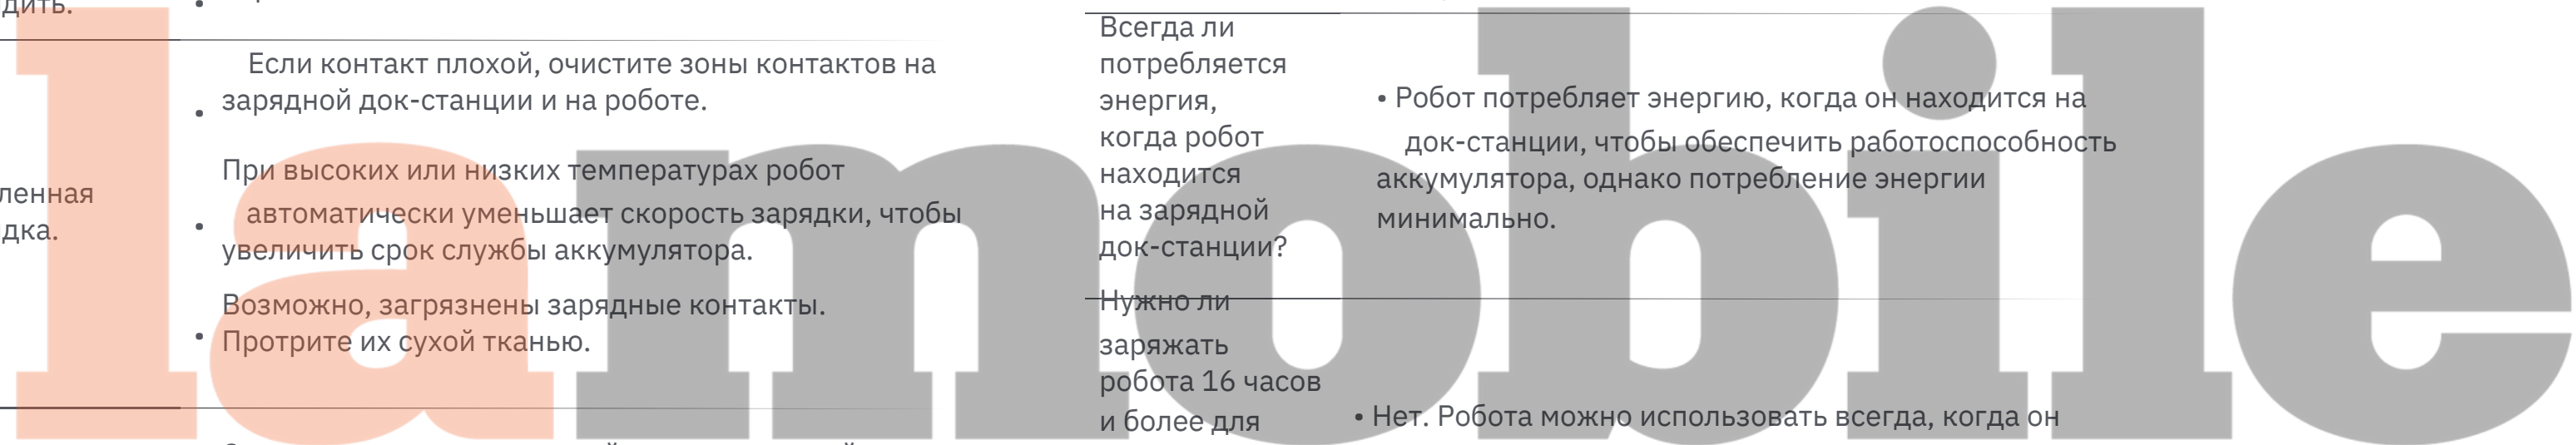 дить.
ленная
дка.
Если контакт плохой, очистите зоны контактов на
зарядной док-станции и на роботе.
При высоких или низких температурах робот
автоматически уменьшает скорость зарядки, чтобы
увеличить срок службы аккумулятора.
Возможно, загрязнены зарядные контакты.
Протрите их сухой тканью.
Всегда ли
потребляется
энергия,
когда робот
находится
на зарядной
док-станции?
• Робот потребляет энергию, когда он находится на
док-станции, чтобы обеспечить работоспособность
аккумулятора, однако потребление энергии
минимально.
Нужно ли
заряжать
робота 16 часов
и более для
• Нет. Робота можно использовать всегда, когда он
lamobile